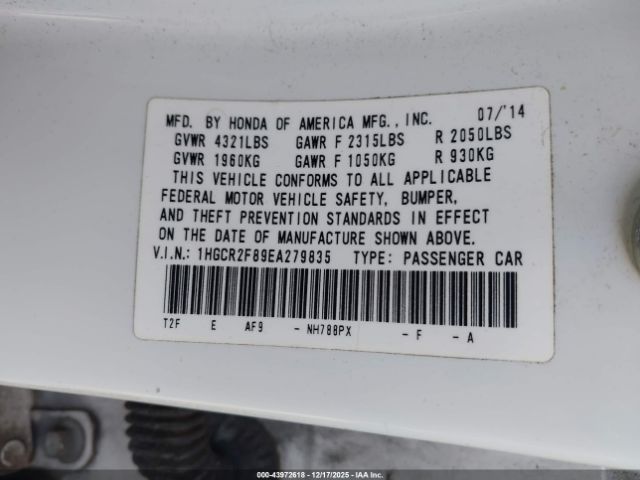 MFD. BY HONDA OF AMERICA MFG., INC. 07/'14
GVWR 4321LBS GAWR F 2315LBS R 2050LBS
GVWR 1960KG GAWR F 1050KG R 930KG
THIS VEHICLE CONFORMS TO ALL APPLICABLE
FEDERAL MOTOR VEHICLE SAFETY, BUMPER,
AND THEFT PREVENTION STANDARDS IN EFFECT
ON THE DATE OF MANUFACTURE SHOWN ABOVE.
V.I.N.: 1HGCR2F89EA279835 TYPE: PASSENGER CAR
T2F E AF9 - NH788PX - F - A
00-43972618 - 12/17/2025 - IAA Inc.